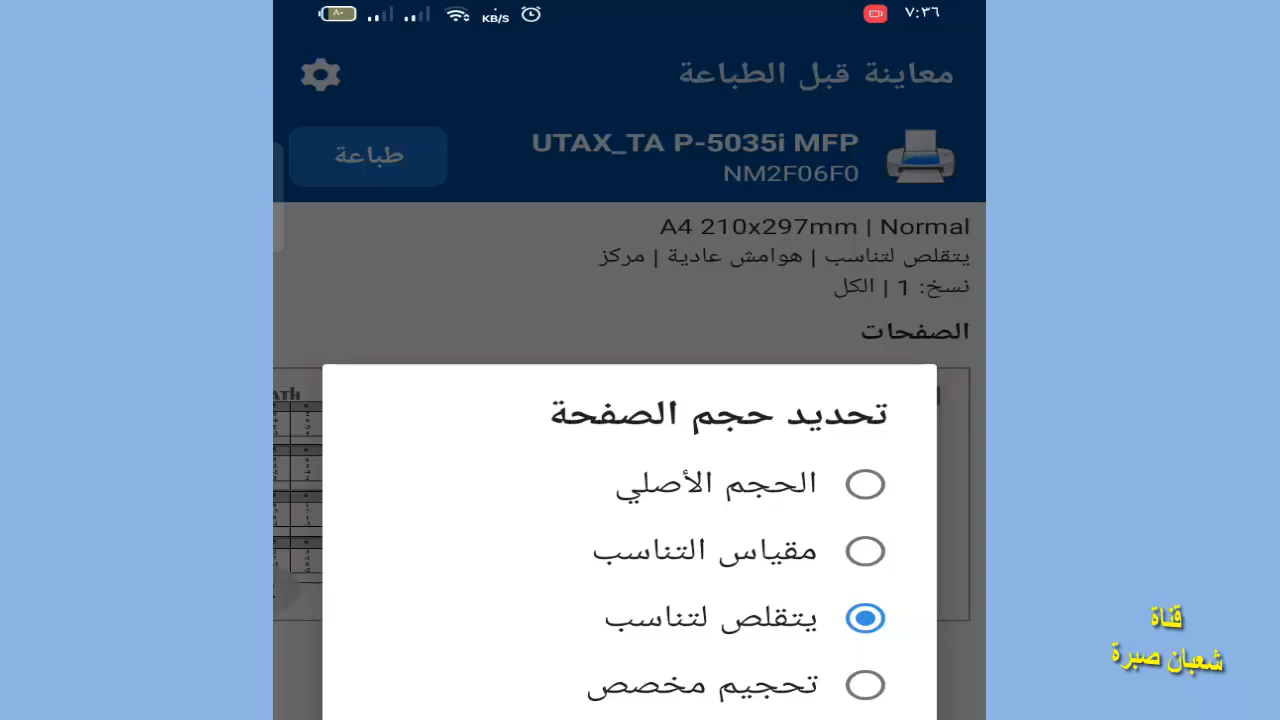 ٨٠ KB/S ٧:٣٦
معاينة قبل الطباعة
UTAX_TA P-5035i MFP
NM2F06F0
طباعة
A4 210x297mm | Normal
يتقلص لتناسب | هوامش عادية | مركز
نسخ: 1 | الكل
الصفحات
تحديد حجم الصفحة
الحجم الأصلي
مقياس التناسب
يتقلص لتناسب
تحجيم مخصص
قناة
شعبان صبرة